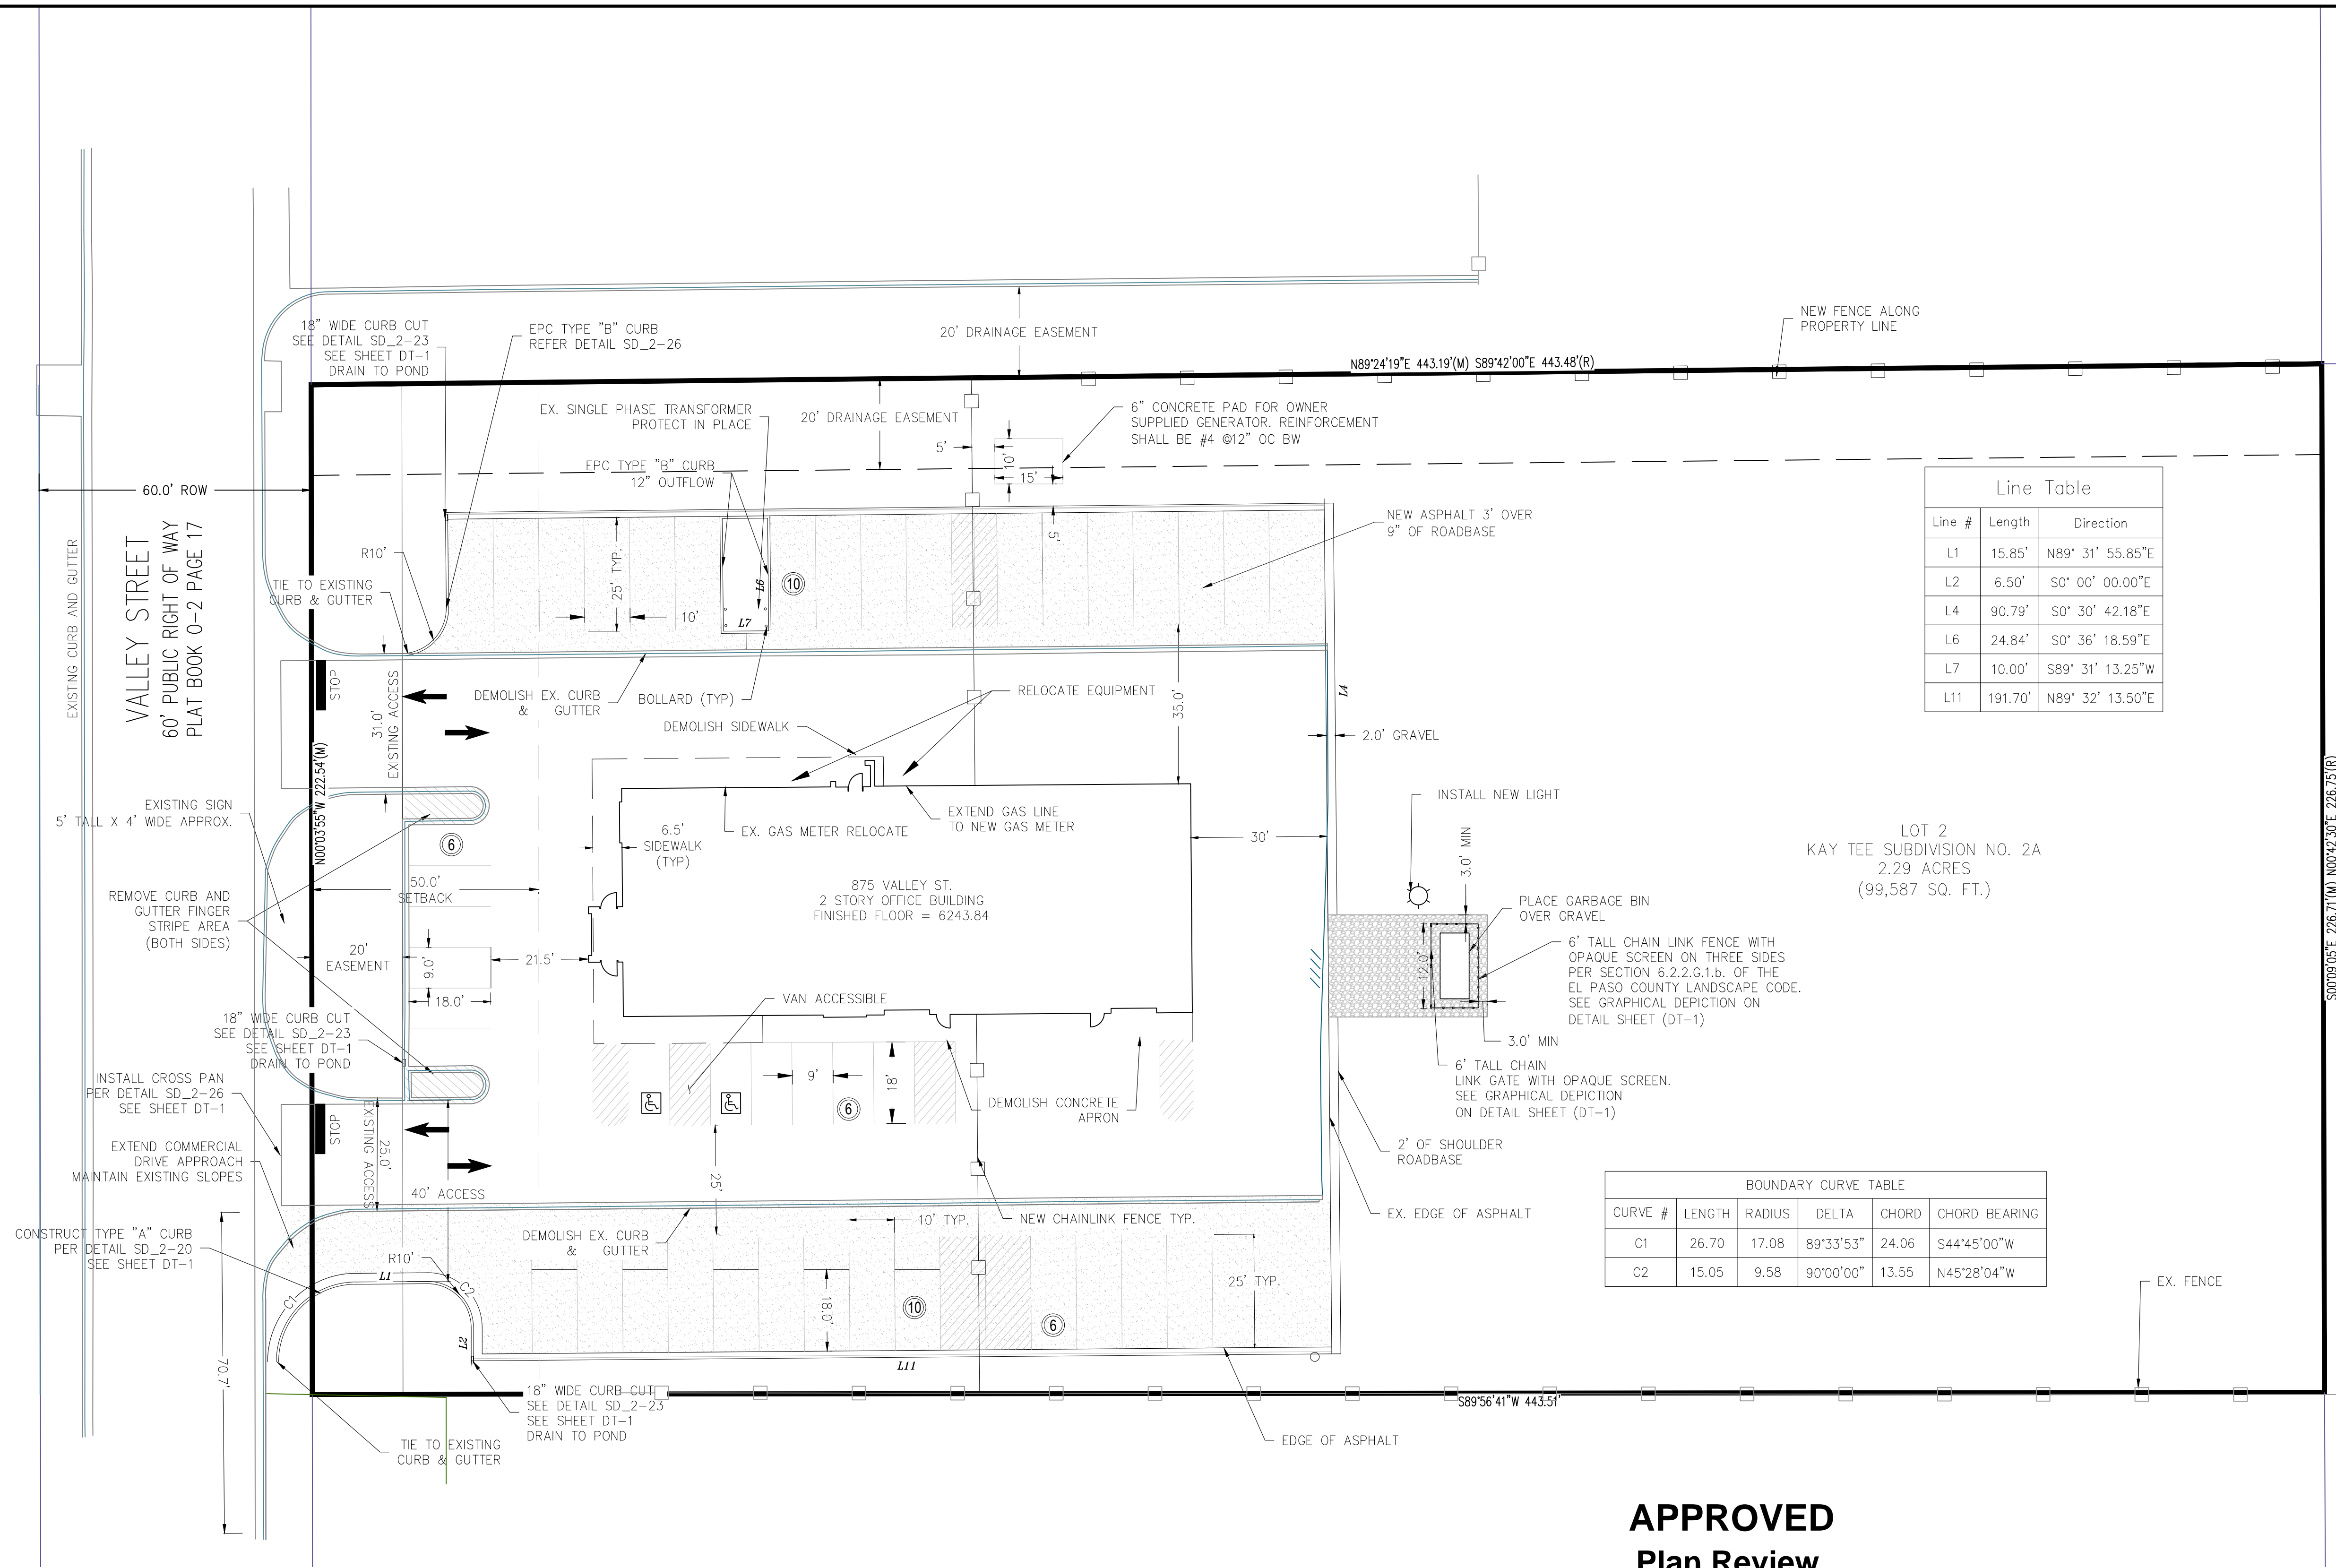 18" WIDE CURB CUT
SEE DETAIL SD_2-23
SEE SHEET DT-1
DRAIN TO POND
EPC TYPE "B" CURB
REFER DETAIL SD_2-26
20' DRAINAGE EASEMENT
NEW FENCE ALONG
PROPERTY LINE
N89°24'19"E 443.19'(M) S89°42'00"E 443.48'(R)
EX. SINGLE PHASE TRANSFORMER
PROTECT IN PLACE
20' DRAINAGE EASEMENT
6" CONCRETE PAD FOR OWNER
SUPPLIED GENERATOR. REINFORCEMENT
SHALL BE #4 @12" OC BW
5'
10'
15'
EPC TYPE "B" CURB
12" OUTFLOW
60.0' ROW
VALLEY STREET
60' PUBLIC RIGHT OF WAY
PLAT BOOK O-2 PAGE 17
EXISTING CURB AND GUTTER
Line Table
Line # Length Direction
L1 15.85' N89° 31' 55.85"E
L2 6.50' S0° 00' 00.00"E
L4 90.79' S0° 30' 42.18"E
L6 24.84' S0° 36' 18.59"E
L7 10.00' S89° 31' 13.25"W
L11 191.70' N89° 32' 13.50"E
NEW ASPHALT 3' OVER
9" OF ROADBASE
5'
R10'
25' TYP.
10'
L6
L7
10
TIE TO EXISTING
CURB & GUTTER
STOP
31.0'
EXISTING ACCESS
DEMOLISH EX. CURB
& GUTTER
BOLLARD (TYP)
RELOCATE EQUIPMENT
DEMOLISH SIDEWALK
35.0'
L4
2.0' GRAVEL
N00°03'55"W 222.54'(M)
EXISTING SIGN
5' TALL X 4' WIDE APPROX.
6
6.5'
SIDEWALK
(TYP)
EX. GAS METER RELOCATE
EXTEND GAS LINE
TO NEW GAS METER
30'
INSTALL NEW LIGHT
3.0' MIN
LOT 2
KAY TEE SUBDIVISION NO. 2A
2.29 ACRES
(99,587 SQ. FT.)
S00°09'05"E 226.71'(M) N00°42'30"E 226.75'(R)
50.0'
SETBACK
875 VALLEY ST.
2 STORY OFFICE BUILDING
FINISHED FLOOR = 6243.84
REMOVE CURB AND
GUTTER FINGER
STRIPE AREA
(BOTH SIDES)
PLACE GARBAGE BIN
OVER GRAVEL
20'
EASEMENT
9.0'
18.0'
21.5'
12.0'
6' TALL CHAIN LINK FENCE WITH
OPAQUE SCREEN ON THREE SIDES
PER SECTION 6.2.2.G.1.b. OF THE
EL PASO COUNTY LANDSCAPE CODE.
SEE GRAPHICAL DEPICTION ON
DETAIL SHEET (DT-1)
VAN ACCESSIBLE
18" WIDE CURB CUT
SEE DETAIL SD_2-23
SEE SHEET DT-1
DRAIN TO POND
3.0' MIN
6' TALL CHAIN
LINK GATE WITH OPAQUE SCREEN.
SEE GRAPHICAL DEPICTION
ON DETAIL SHEET (DT-1)
INSTALL CROSS PAN
PER DETAIL SD_2-26
SEE SHEET DT-1
9'
18'
6
DEMOLISH CONCRETE
APRON
STOP
EXISTING ACCESS
25.0'
2' OF SHOULDER
ROADBASE
EXTEND COMMERCIAL
DRIVE APPROACH
MAINTAIN EXISTING SLOPES
40' ACCESS
25'
BOUNDARY CURVE TABLE
CURVE # LENGTH RADIUS DELTA CHORD CHORD BEARING
C1 26.70 17.08 89°33'53" 24.06 S44°45'00"W
C2 15.05 9.58 90°00'00" 13.55 N45°28'04"W
10' TYP.
NEW CHAINLINK FENCE TYP.
EX. EDGE OF ASPHALT
CONSTRUCT TYPE "A" CURB
PER DETAIL SD_2-20
SEE SHEET DT-1
DEMOLISH EX. CURB
& GUTTER
R10'
L1
C1
C2
L2
18.0'
10
6
25' TYP.
EX. FENCE
70.7'
L11
18" WIDE CURB CUT
SEE DETAIL SD_2-23
SEE SHEET DT-1
DRAIN TO POND
S89°56'41"W 443.51'
TIE TO EXISTING
CURB & GUTTER
EDGE OF ASPHALT
APPROVED
Plan Review